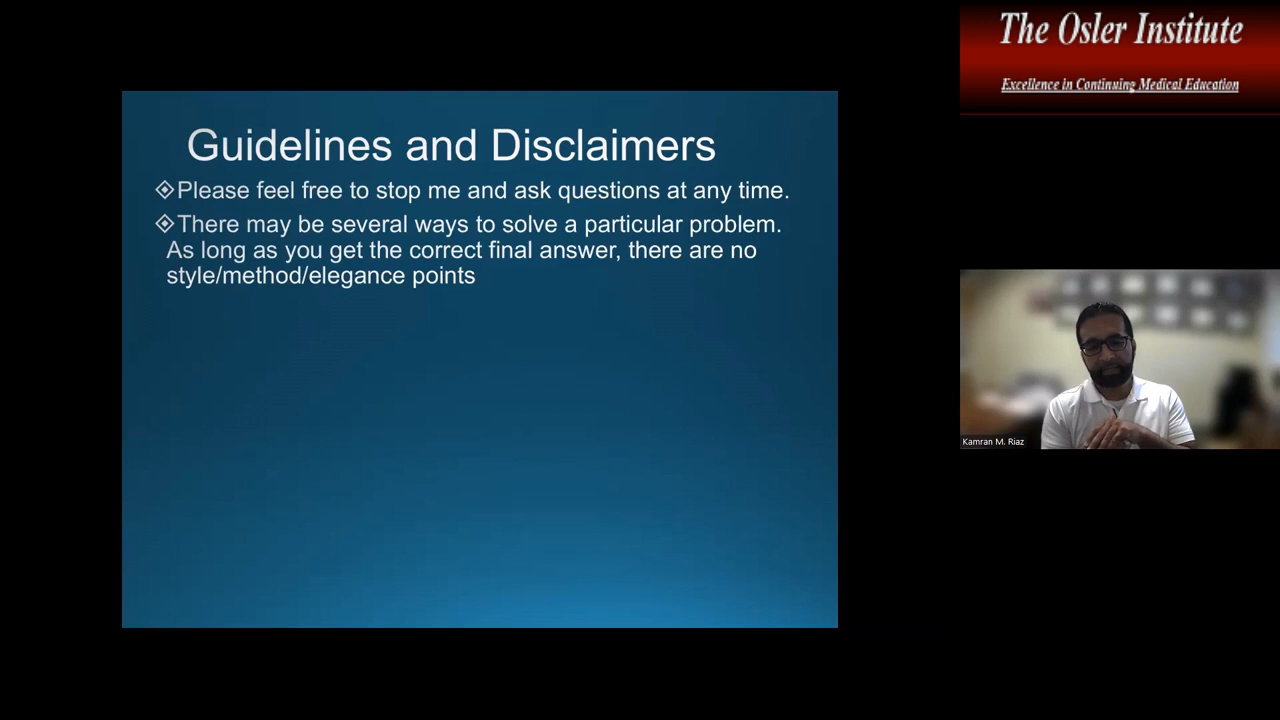 The Osler Institute
Excellence in Continuing Medical Education
Guidelines and Disclaimers
Please feel free to stop me and ask questions at any time.
There may be several ways to solve a particular problem.
As long as you get the correct final answer, there are no
style/method/elegance points
Kamran M. Riaz